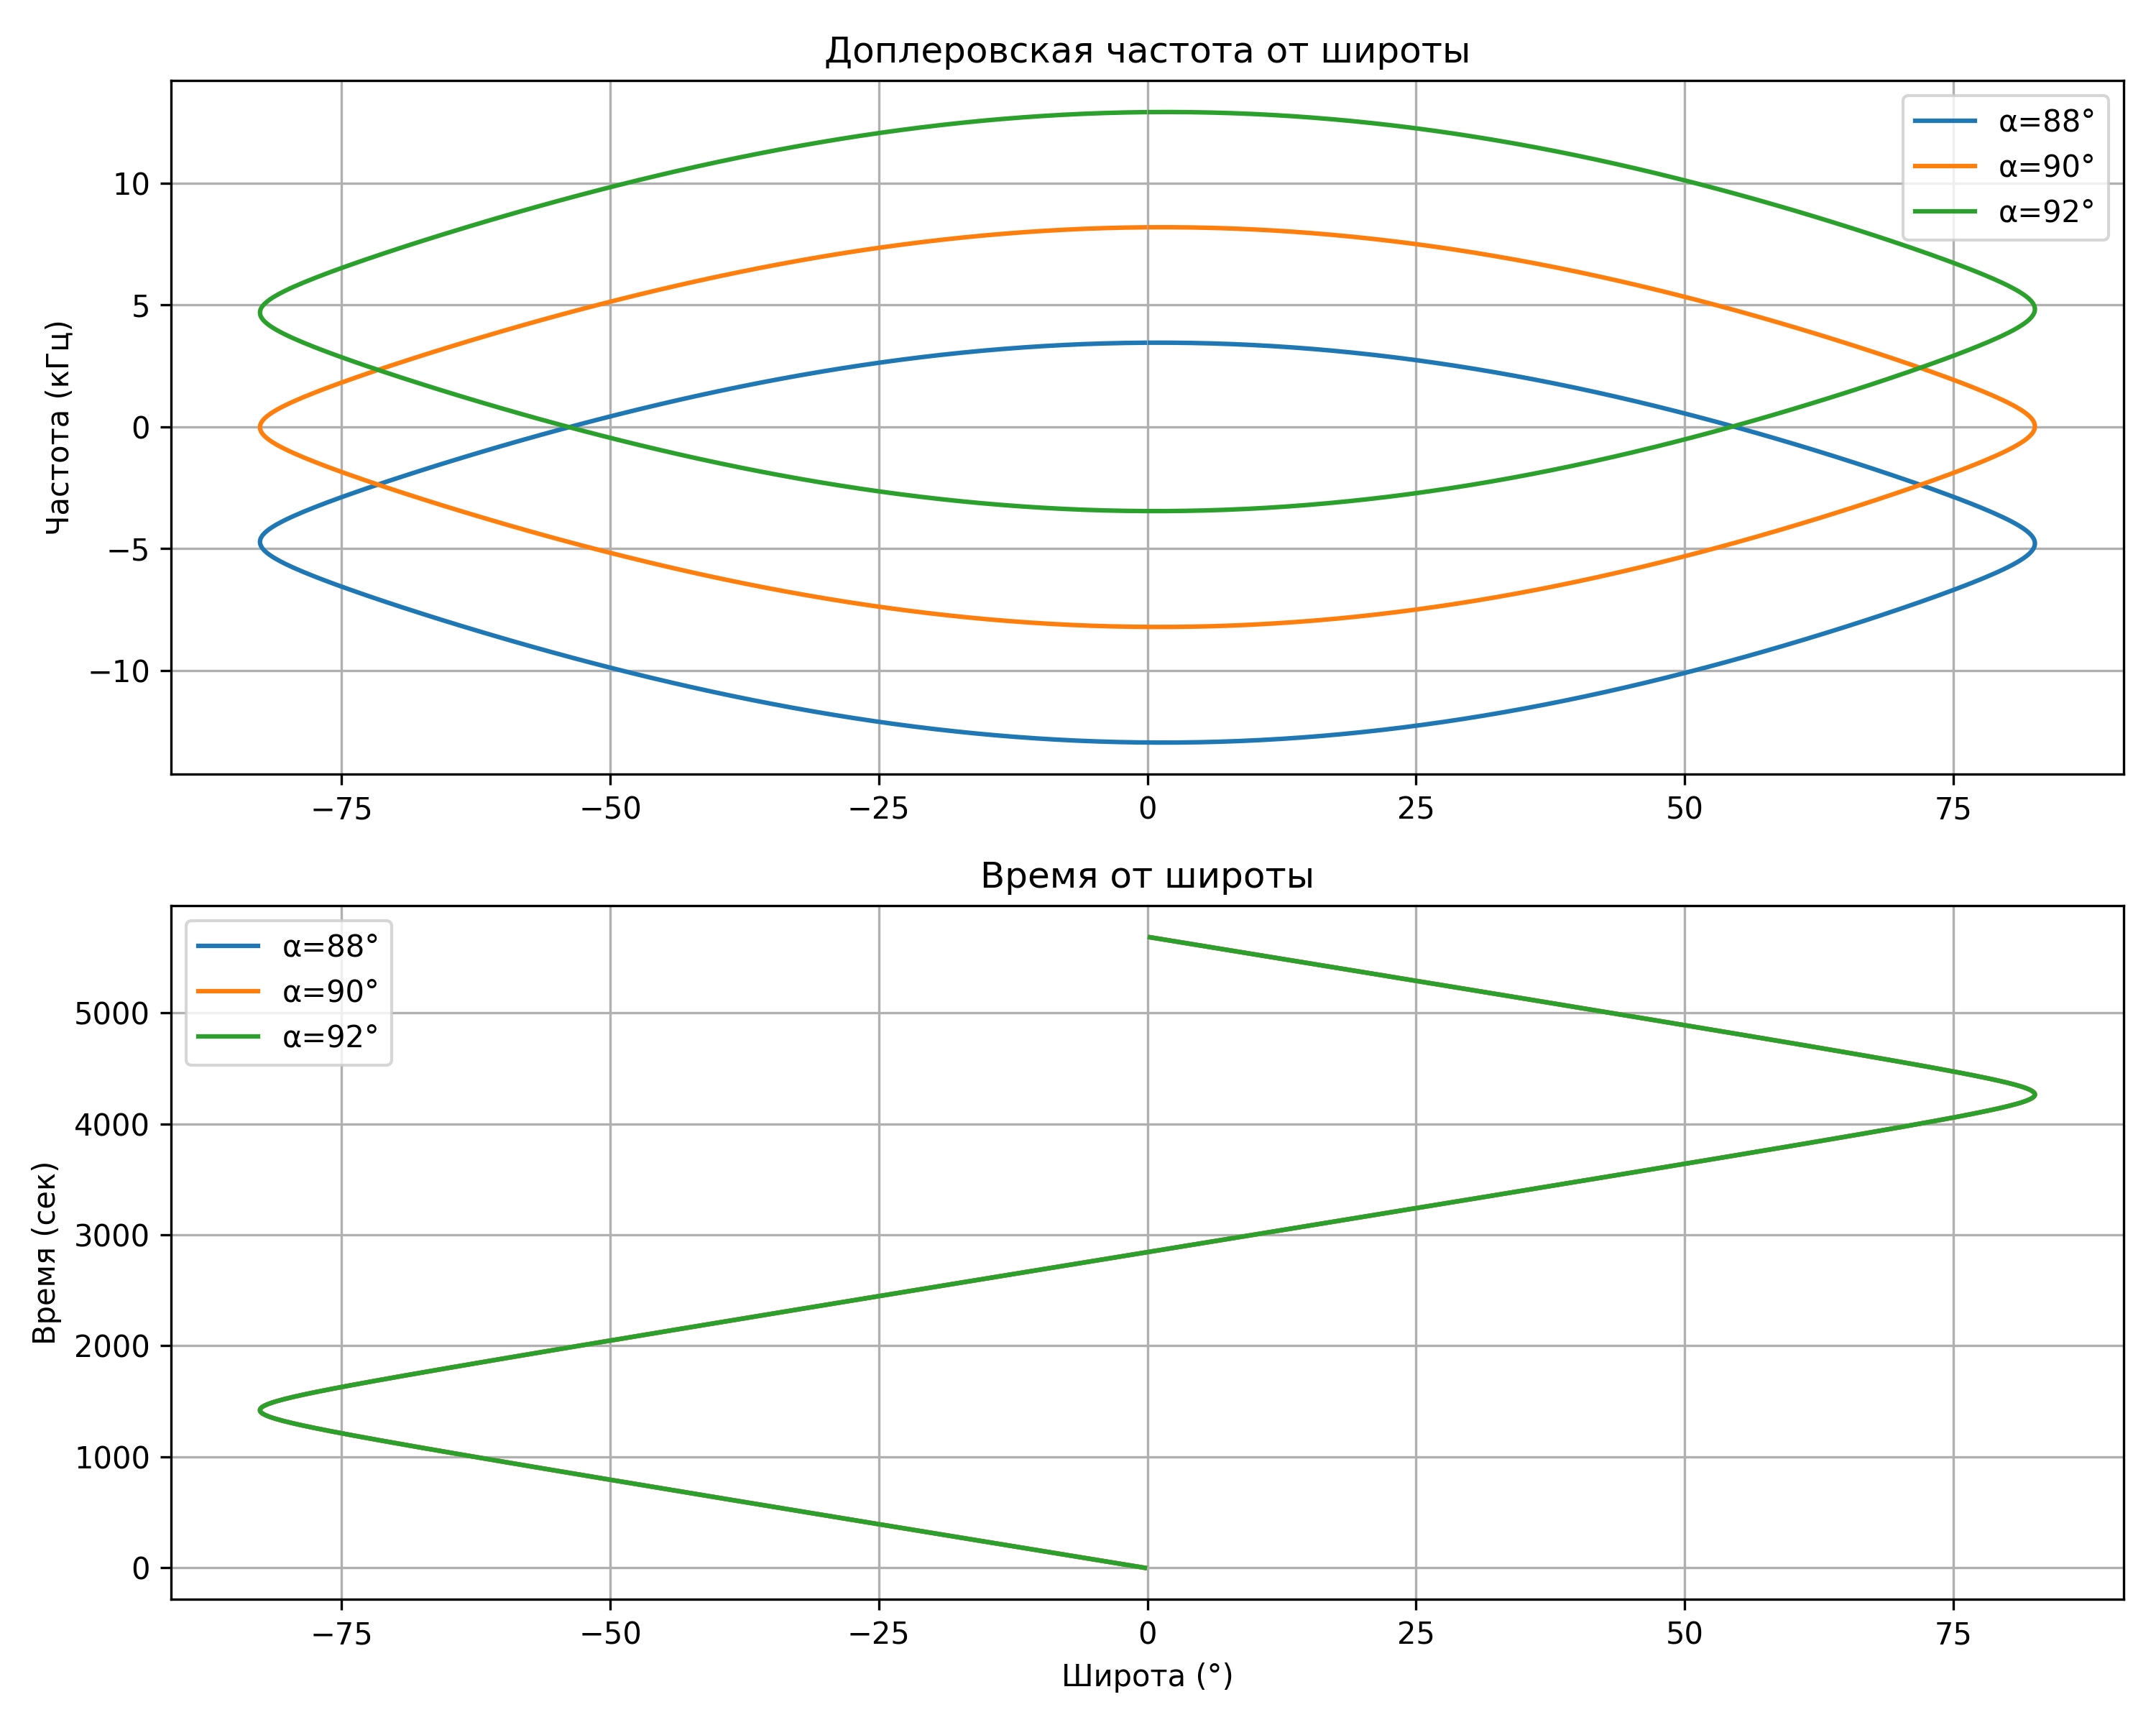 Доплеровская частота от широты
Частота (кГц)
10
5
0
−5
−10
α=88°
α=90°
α=92°
−75 −50 −25 0 25 50 75
Время от широты
Время (сек)
5000
4000
3000
2000
1000
0
α=88°
α=90°
α=92°
−75 −50 −25 0 25 50 75
Широта (°)